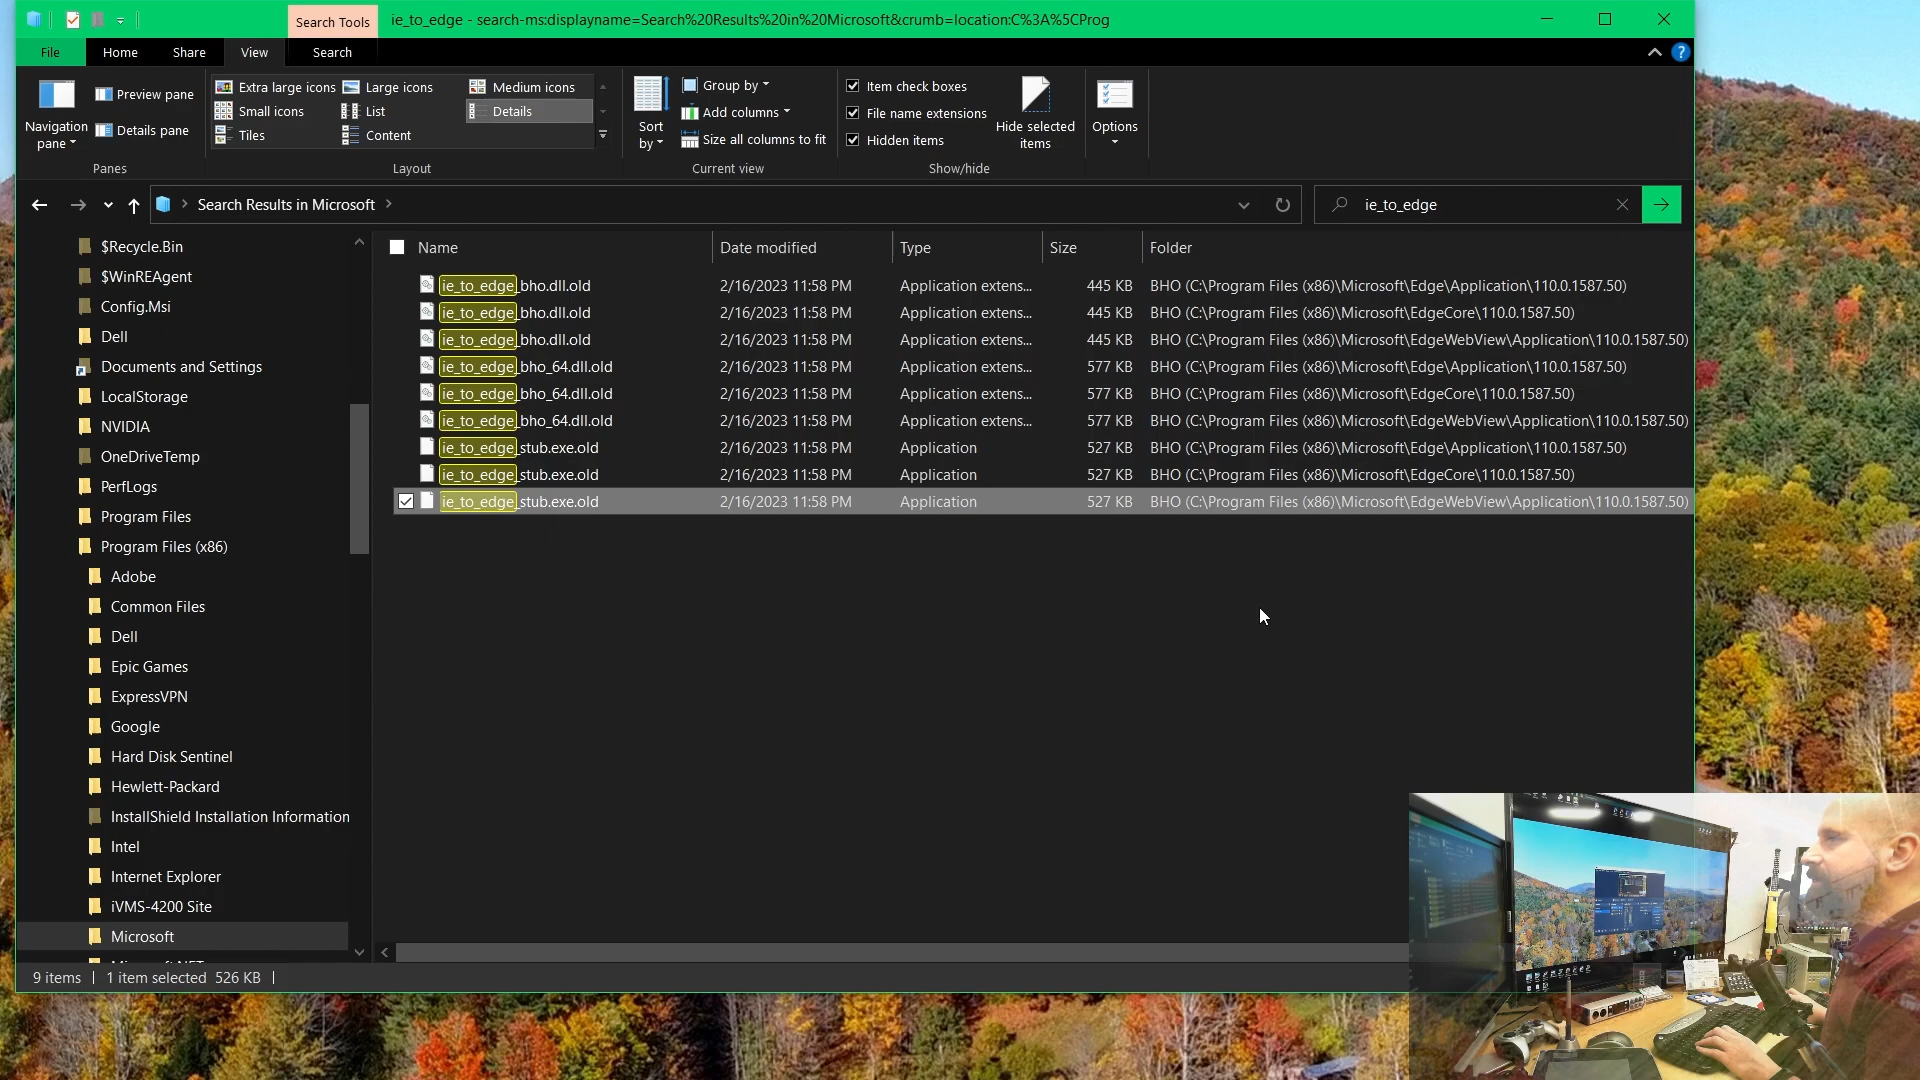 Search Tools
ie_to_edge - search-ms:displayname=Search%20Results%20in%20Microsoft&crumb=location:C%3A%5CProg
File Home Share View Search
?
Navigation pane
Preview pane
Details pane
Panes
Extra large icons Large icons Medium icons
Small icons List Details
Tiles Content
Layout
Sort by
Group by
Add columns
Size all columns to fit
Current view
Item check boxes
File name extensions
Hidden items
Hide selected items
Show/hide
Options
Search Results in Microsoft
ie_to_edge
$Recycle.Bin
$WinREAgent
Config.Msi
Dell
Documents and Settings
LocalStorage
NVIDIA
OneDriveTemp
PerfLogs
Program Files
Program Files (x86)
Adobe
Common Files
Dell
Epic Games
ExpressVPN
Google
Hard Disk Sentinel
Hewlett-Packard
InstallShield Installation Information
Intel
Internet Explorer
iVMS-4200 Site
Microsoft
Name Date modified Type Size Folder
ie_to_edge_bho.dll.old 2/16/2023 11:58 PM Application extens... 445 KB BHO (C:\Program Files (x86)\Microsoft\Edge\Application\110.0.1587.50)
ie_to_edge_bho.dll.old 2/16/2023 11:58 PM Application extens... 445 KB BHO (C:\Program Files (x86)\Microsoft\EdgeCore\110.0.1587.50)
ie_to_edge_bho.dll.old 2/16/2023 11:58 PM Application extens... 445 KB BHO (C:\Program Files (x86)\Microsoft\EdgeWebView\Application\110.0.1587.50)
ie_to_edge_bho_64.dll.old 2/16/2023 11:58 PM Application extens... 577 KB BHO (C:\Program Files (x86)\Microsoft\Edge\Application\110.0.1587.50)
ie_to_edge_bho_64.dll.old 2/16/2023 11:58 PM Application extens... 577 KB BHO (C:\Program Files (x86)\Microsoft\EdgeCore\110.0.1587.50)
ie_to_edge_bho_64.dll.old 2/16/2023 11:58 PM Application extens... 577 KB BHO (C:\Program Files (x86)\Microsoft\EdgeWebView\Application\110.0.1587.50)
ie_to_edge_stub.exe.old 2/16/2023 11:58 PM Application 527 KB BHO (C:\Program Files (x86)\Microsoft\Edge\Application\110.0.1587.50)
ie_to_edge_stub.exe.old 2/16/2023 11:58 PM Application 527 KB BHO (C:\Program Files (x86)\Microsoft\EdgeCore\110.0.1587.50)
ie_to_edge_stub.exe.old 2/16/2023 11:58 PM Application 527 KB BHO (C:\Program Files (x86)\Microsoft\EdgeWebView\Application\110.0.1587.50)
9 items 1 item selected 526 KB